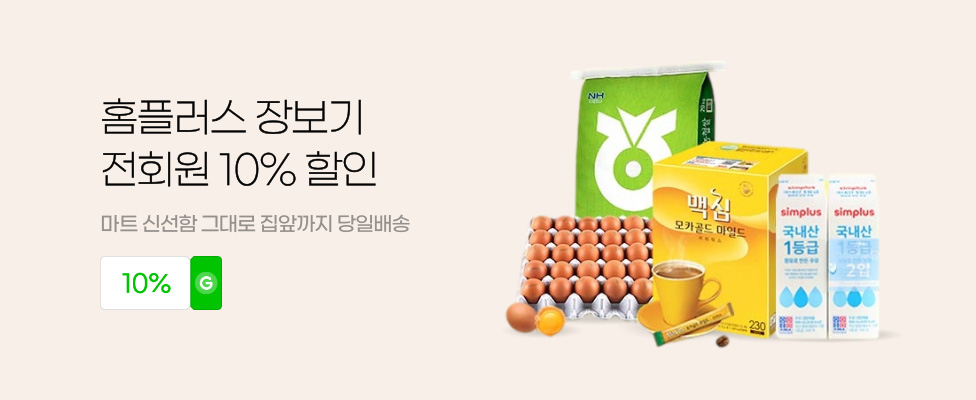 홈플러스 장보기
전회원 10% 할인
마트 신선함 그대로 집앞까지 당일배송
10% G
NH
맥심
모카골드 마일드
230
simplus
국내산
1등급
simplus
국내산
1등급
2입